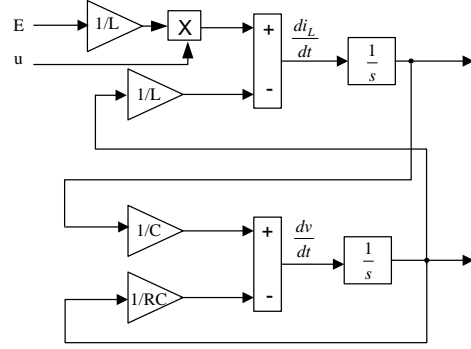 E
1/L
X
u
+
-
di_L
dt
1
s
1/L
1/C
+
-
dv
dt
1
s
1/RC